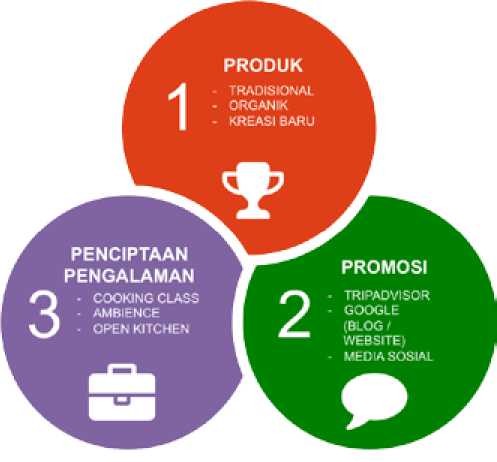 PRODUK
1
- TRADISIONAL
- ORGANIK
- KREASI BARU
PROMOSI
2
- TRIPADVISOR
- GOOGLE
(BLOG /
WEBSITE)
- MEDIA SOSIAL
PENCIPTAAN
PENGALAMAN
3
- COOKING CLASS
- AMBIENCE
- OPEN KITCHEN